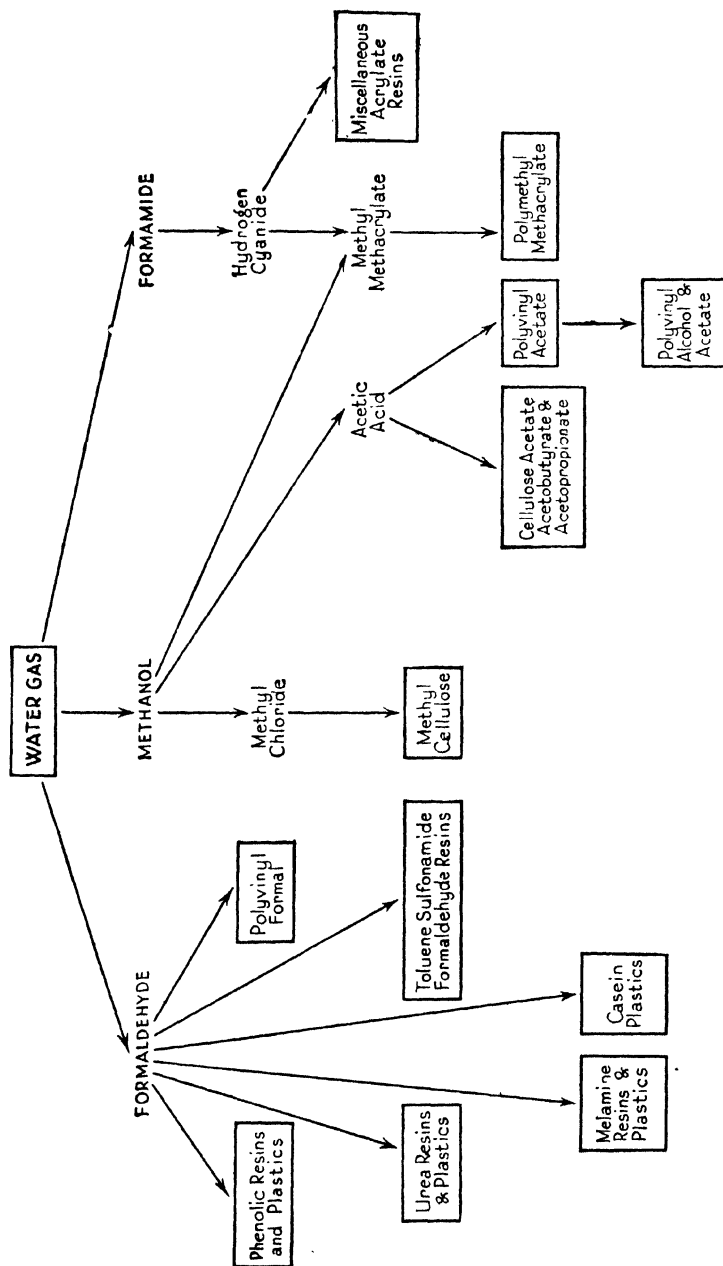 WATER GAS
FORMALDEHYDE
METHANOL
FORMAMIDE
Phenolic Resins
and Plastics
Polyvinyl
Formal
Methyl
Chloride
Hydrogen
Cyanide
Miscellaneous
Acrylate
Resins
Urea Resins
& Plastics
Toluene Sulfonamide
Formaldehyde Resins
Methyl
Cellulose
Acetic
Acid
Methyl
Methacrylate
Melamine
Resins &
Plastics
Casein
Plastics
Cellulose Acetate
Acetobutyrate &
Acetopropionate
Polyvinyl
Acetate
Polymethyl
Methacrylate
Polyvinyl
Alcohol &
Acetate